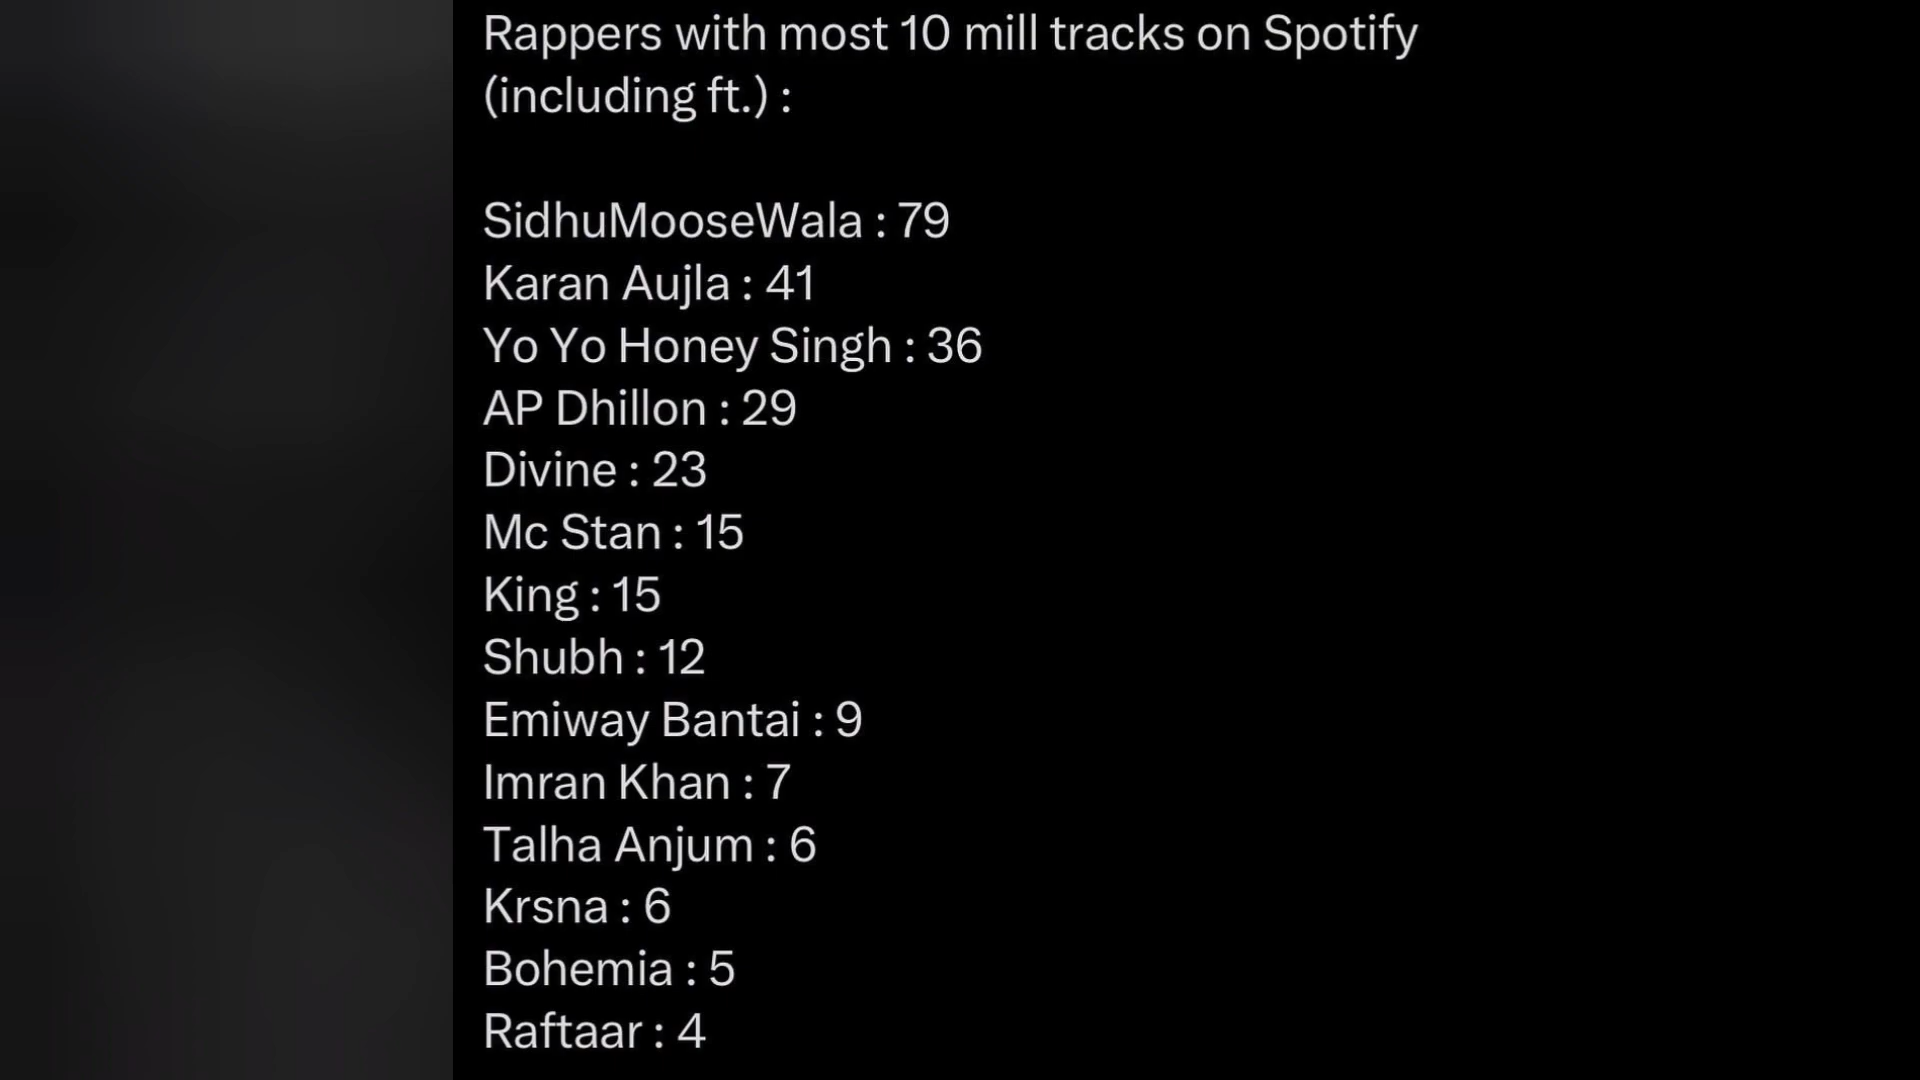 Rappers with most 10 mill tracks on Spotify
(including ft.) :
SidhuMooseWala : 79
Karan Aujla : 41
Yo Yo Honey Singh : 36
AP Dhillon : 29
Divine : 23
Mc Stan : 15
King : 15
Shubh : 12
Emiway Bantai : 9
Imran Khan : 7
Talha Anjum : 6
Krsna : 6
Bohemia : 5
Raftaar : 4